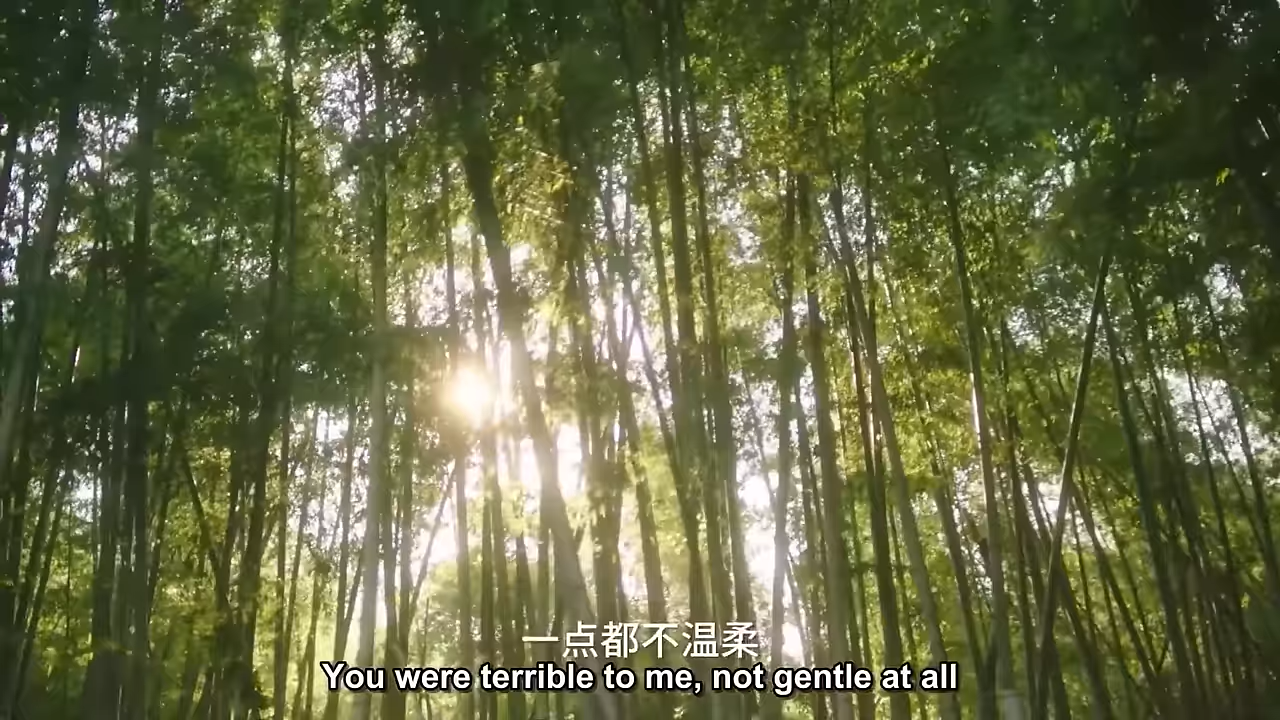 一点都不温柔
You were terrible to me, not gentle at all